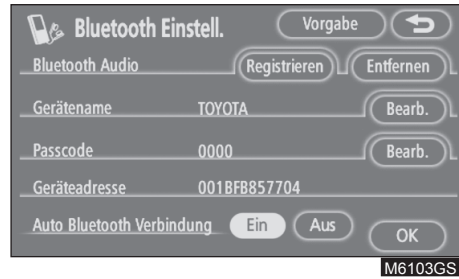 Bluetooth Einstell. Vorgabe
Bluetooth Audio Registrieren Entfernen
Gerätename TOYOTA Bearb.
Passcode 0000 Bearb.
Geräteadresse 001BFB857704
Auto Bluetooth Verbindung Ein Aus
OK
M6103GS